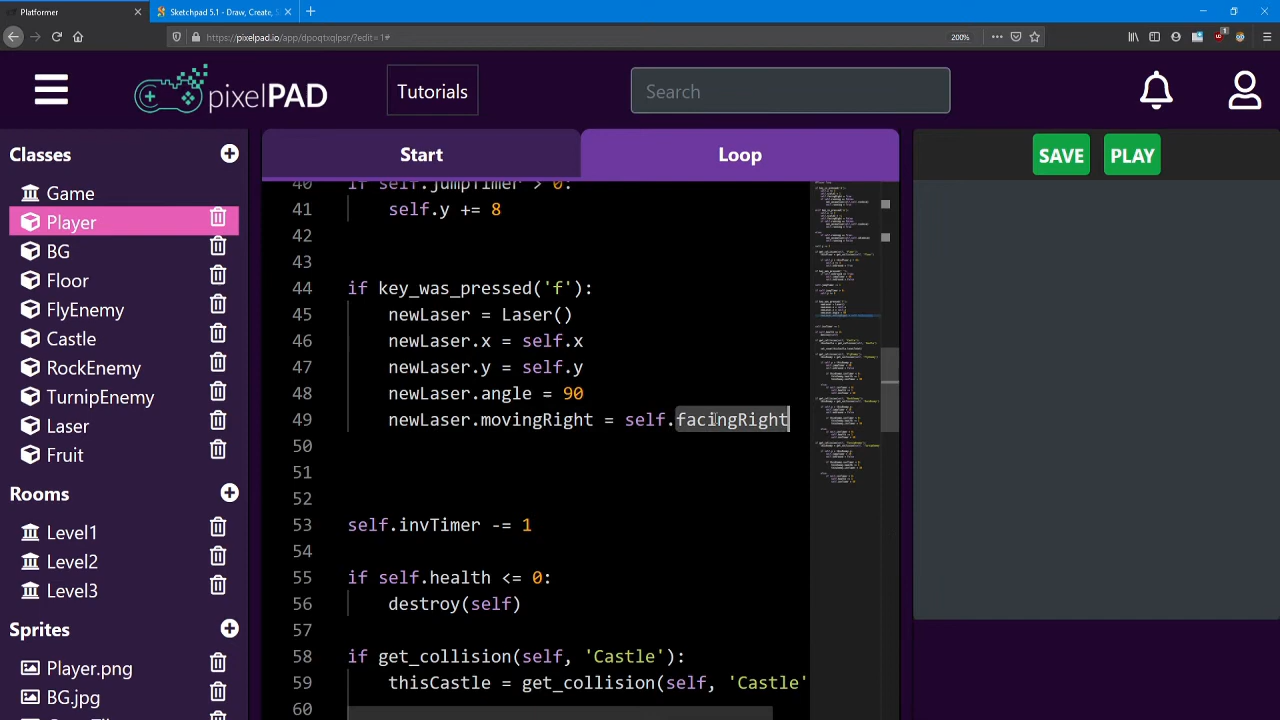 Platformer
Sketchpad 5.1 - Draw, Create, S
https://pixelpad.io/app/dpoqtxqlpsr/?edit=1#
200%
pixelPAD
Tutorials
Search
Classes
Game
Player
BG
Floor
FlyEnemy
Castle
RockEnemy
TurnipEnemy
Laser
Fruit
Rooms
Level1
Level2
Level3
Sprites
Player.png
BG.jpg
Start
Loop
SAVE
PLAY
40 if self.jumpTimer > 0:
41 self.y += 8
42
43
44 if key_was_pressed('f'):
45 newLaser = Laser()
46 newLaser.x = self.x
47 newLaser.y = self.y
48 newLaser.angle = 90
49 newLaser.movingRight = self.facingRight
50
51
52
53 self.invTimer -= 1
54
55 if self.health <= 0:
56 destroy(self)
57
58 if get_collision(self, 'Castle'):
59 thisCastle = get_collision(self, 'Castle'
60